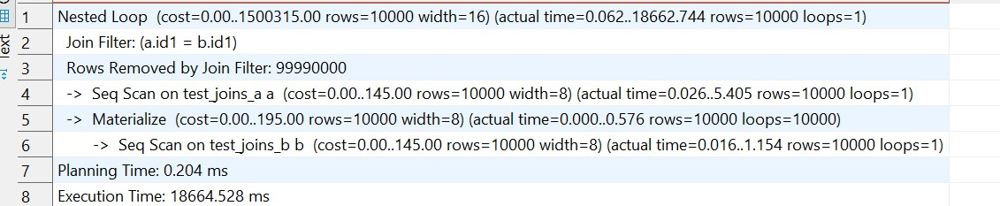 1 Nested Loop  (cost=0.00..1500315.00 rows=10000 width=16) (actual time=0.062..18662.744 rows=10000 loops=1)
2 Join Filter: (a.id1 = b.id1)
3 Rows Removed by Join Filter: 99990000
4 ->  Seq Scan on test_joins_a a  (cost=0.00..145.00 rows=10000 width=8) (actual time=0.026..5.405 rows=10000 loops=1)
5 ->  Materialize  (cost=0.00..195.00 rows=10000 width=8) (actual time=0.000..0.576 rows=10000 loops=10000)
6 ->  Seq Scan on test_joins_b b  (cost=0.00..145.00 rows=10000 width=8) (actual time=0.016..1.154 rows=10000 loops=1)
7 Planning Time: 0.204 ms
8 Execution Time: 18664.528 ms
Text